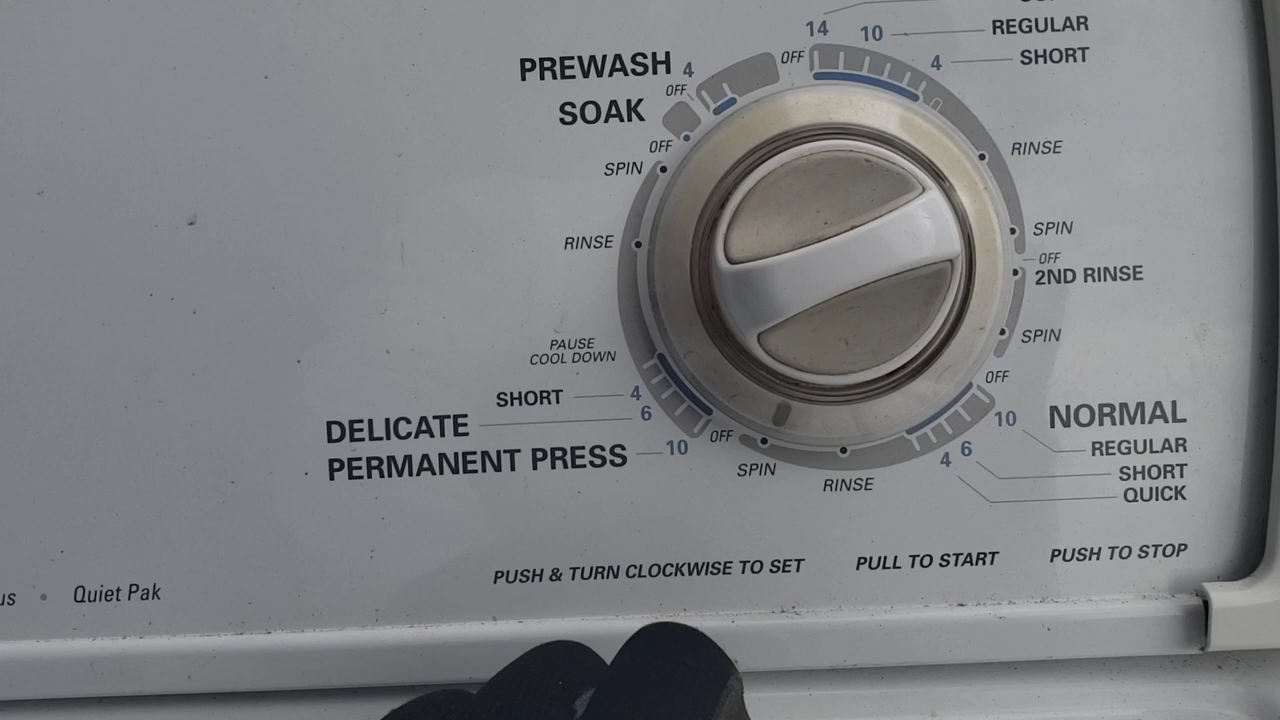 14 10 REGULAR
OFF 4 SHORT
PREWASH 4
OFF
SOAK
OFF
SPIN
RINSE
RINSE
SPIN
OFF
2ND RINSE
SPIN
OFF
RINSE
PAUSE
COOL DOWN
SHORT 4
DELICATE 6
PERMANENT PRESS 10
OFF
SPIN
RINSE
10 NORMAL
REGULAR
6 SHORT
4 QUICK
PUSH & TURN CLOCKWISE TO SET PULL TO START PUSH TO STOP
Quiet Pak